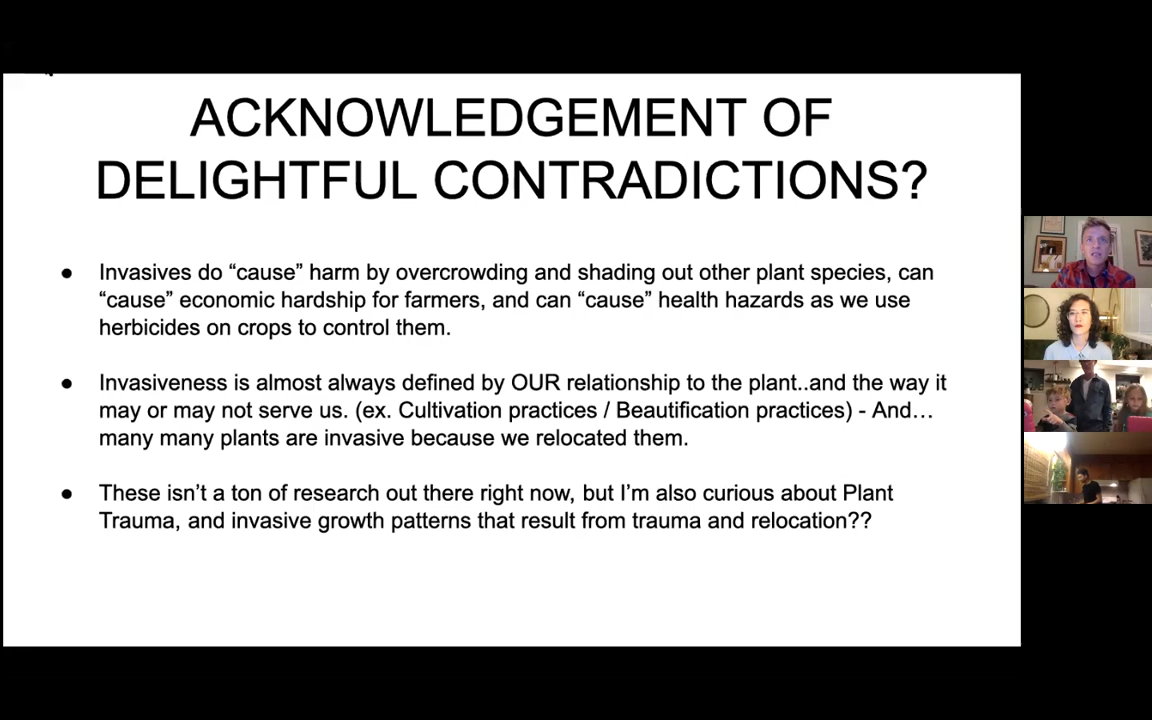 ACKNOWLEDGEMENT OF
DELIGHTFUL CONTRADICTIONS?
● Invasives do “cause” harm by overcrowding and shading out other plant species, can
“cause” economic hardship for farmers, and can “cause” health hazards as we use
herbicides on crops to control them.
● Invasiveness is almost always defined by OUR relationship to the plant..and the way it
may or may not serve us. (ex. Cultivation practices / Beautification practices) - And…
many many plants are invasive because we relocated them.
● These isn’t a ton of research out there right now, but I’m also curious about Plant
Trauma, and invasive growth patterns that result from trauma and relocation??